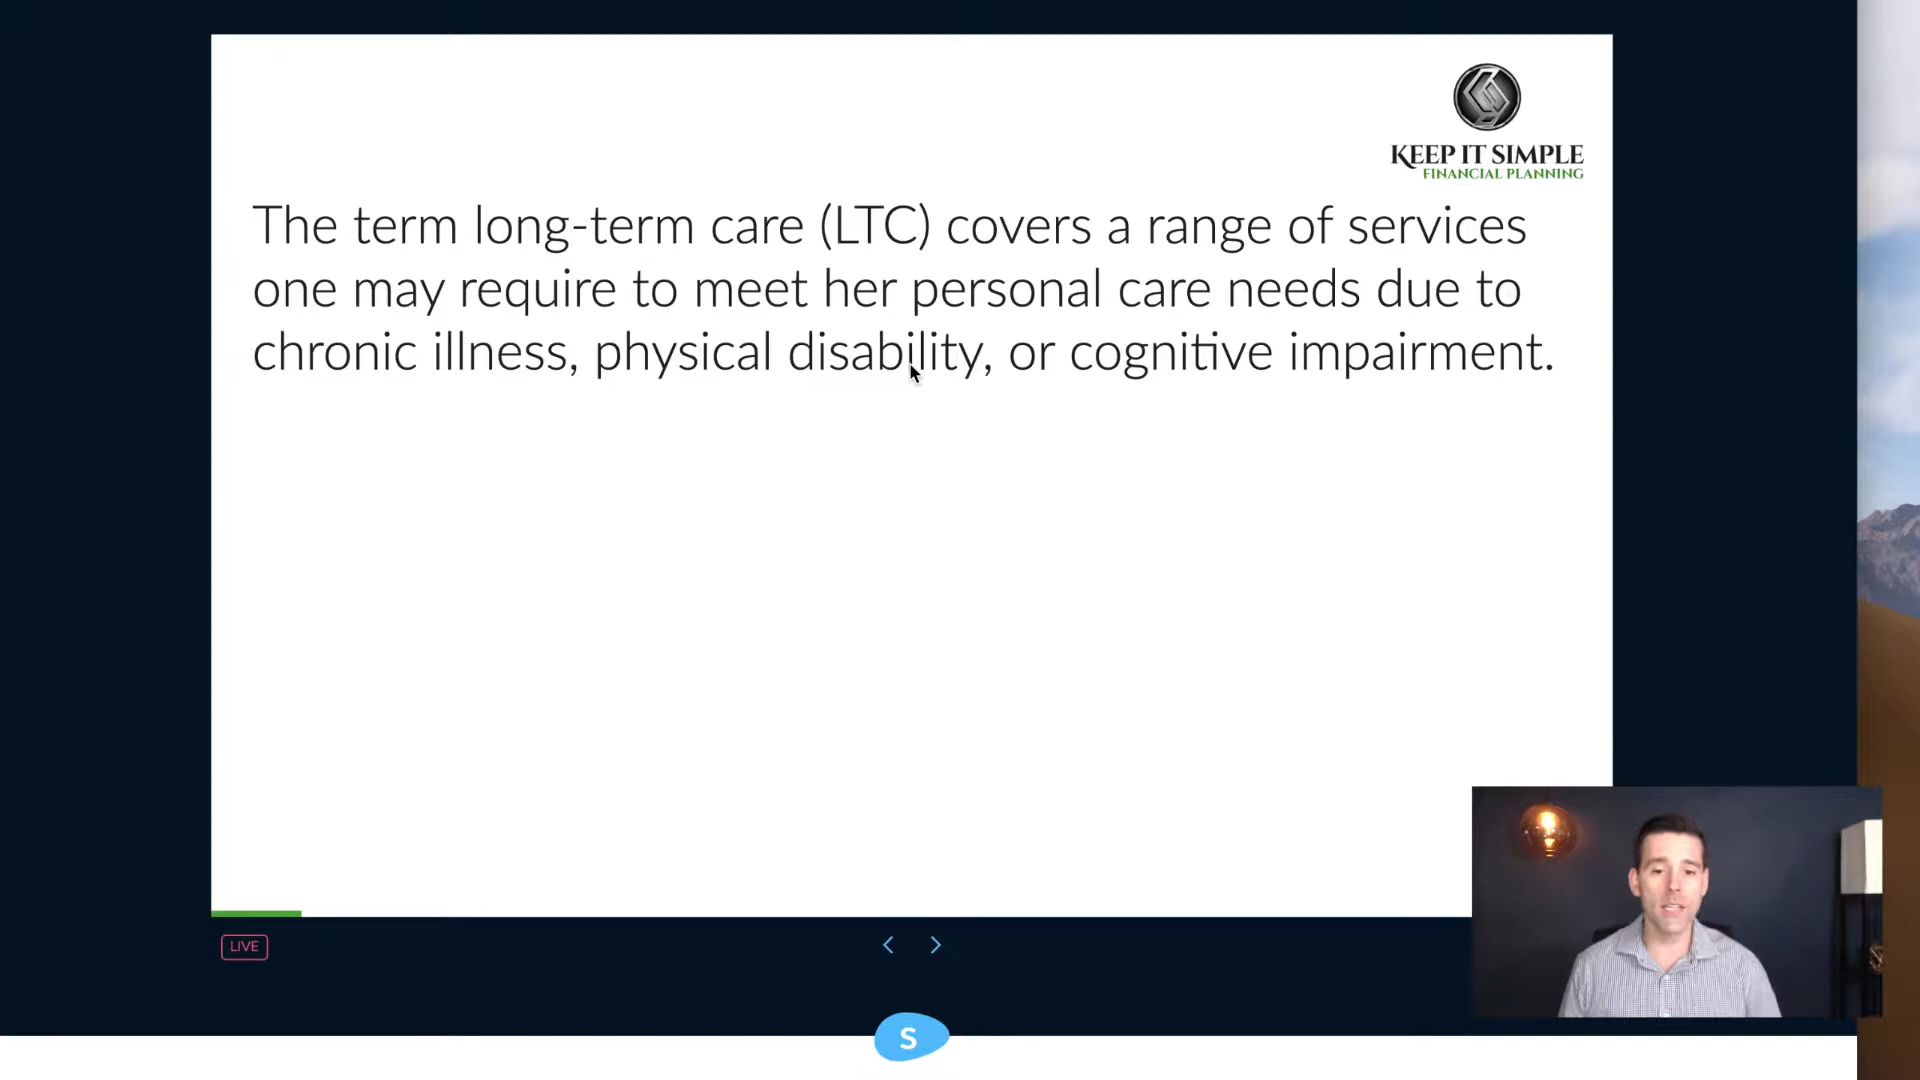 KEEP IT SIMPLE
FINANCIAL PLANNING
The term long-term care (LTC) covers a range of services
one may require to meet her personal care needs due to
chronic illness, physical disability, or cognitive impairment.
LIVE
S